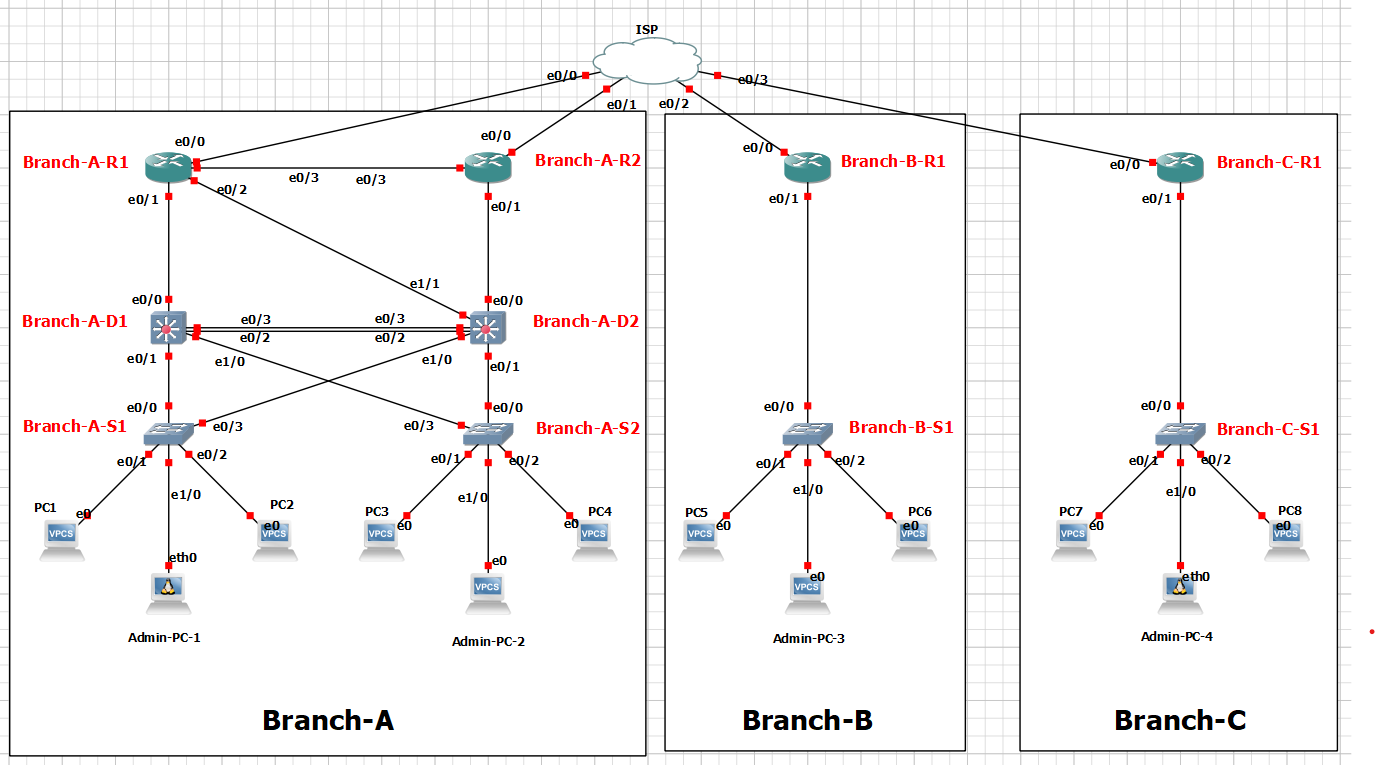 ISP
e0/0
e0/3
e0/1
e0/2
e0/0
e0/0
Branch-A-R1
Branch-A-R2
e0/0
Branch-B-R1
e0/0
Branch-C-R1
e0/3
e0/3
e0/2
e0/1
e0/1
e0/1
e0/1
e1/1
e0/0
e0/0
Branch-A-D1
e0/3
e0/3
Branch-A-D2
e0/2
e0/2
e0/1
e1/0
e1/0
e0/1
e0/0
e0/0
e0/0
e0/0
Branch-A-S1
e0/3
e0/3
Branch-A-S2
Branch-B-S1
Branch-C-S1
e0/1
e0/2
e0/1
e0/2
e0/1
e0/2
e0/1
e0/2
e1/0
e1/0
e1/0
e1/0
PC1
e0
PC2
e0
PC3
e0
PC4
e0
PC5
e0
PC6
e0
PC7
e0
PC8
e0
VPCS
VPCS
VPCS
VPCS
VPCS
VPCS
VPCS
VPCS
eth0
e0
e0
eth0
VPCS
VPCS
Admin-PC-1
Admin-PC-2
Admin-PC-3
Admin-PC-4
Branch-A
Branch-B
Branch-C